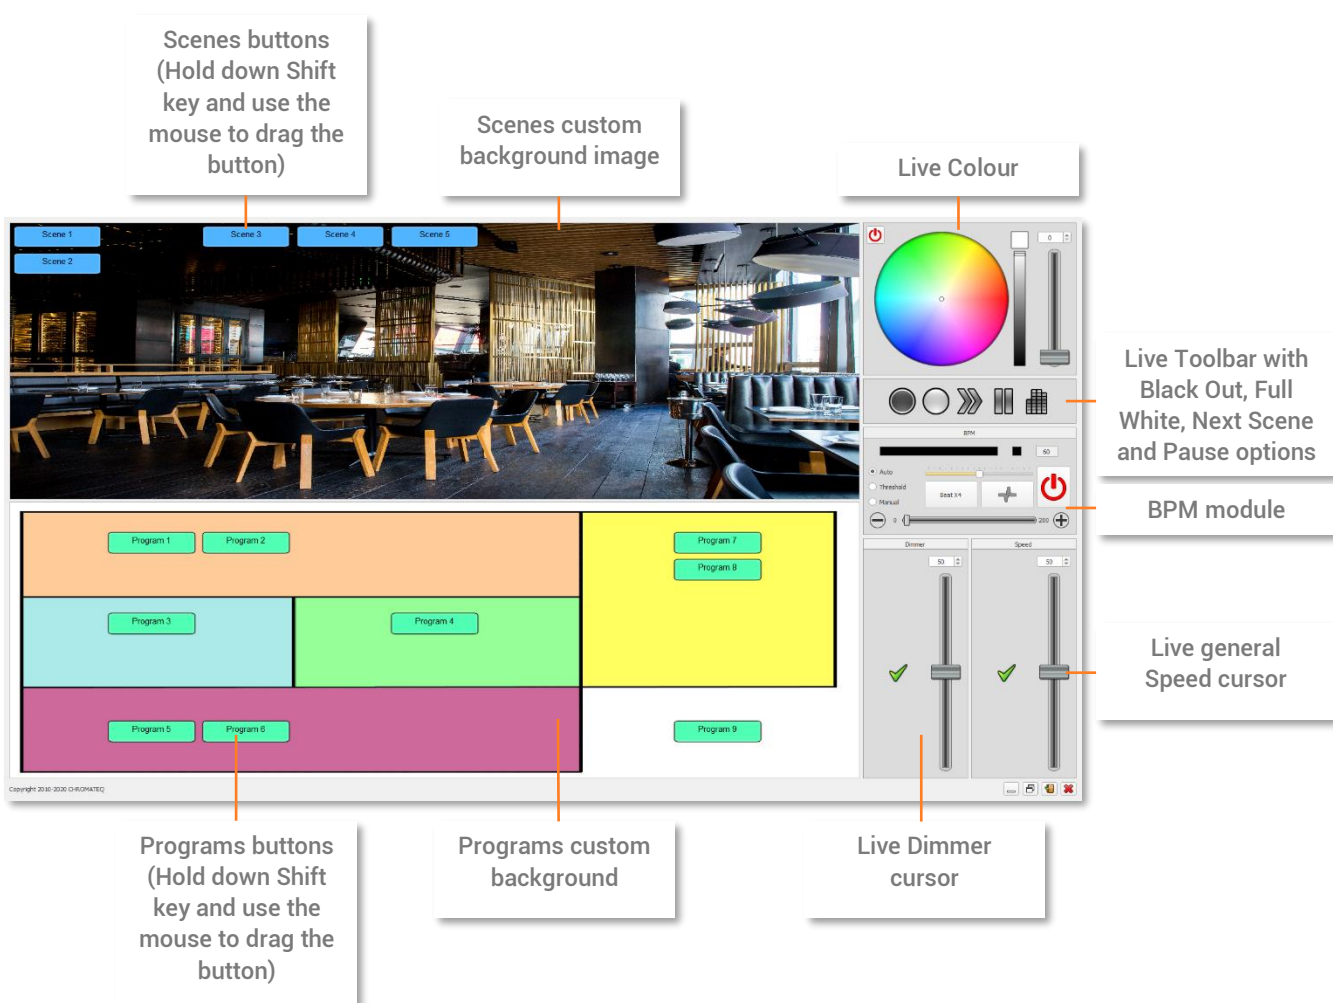 Scenes buttons
(Hold down Shift
key and use the
mouse to drag the
button)
Scenes custom
background image
Live Colour
Scene 1
Scene 3
Scene 4
Scene 5
Scene 2
0
Live Toolbar with
Black Out, Full
White, Next Scene
and Pause options
BPM
60
Auto
Threshold
Manual
Beat X4
0
200
BPM module
Dimmer
Speed
50
50
Program 1
Program 2
Program 7
Program 8
Program 3
Program 4
Live general
Speed cursor
Program 5
Program 6
Program 9
Copyright 2010-2020 CHROMATEQ
Programs buttons
(Hold down Shift
key and use the
mouse to drag the
button)
Programs custom
background
Live Dimmer
cursor